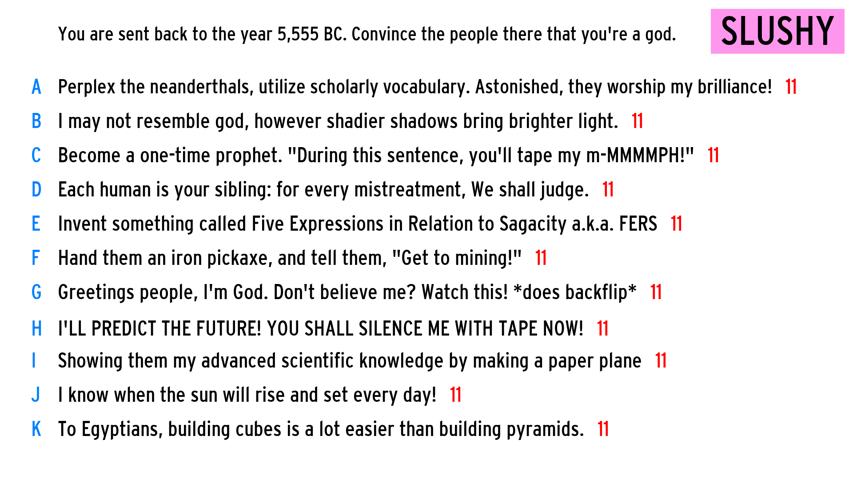 You are sent back to the year 5,555 BC. Convince the people there that you're a god.
SLUSHY
A Perplex the neanderthals, utilize scholarly vocabulary. Astonished, they worship my brilliance! 11
B I may not resemble god, however shadier shadows bring brighter light. 11
C Become a one-time prophet. "During this sentence, you'll tape my m-MMMMPH!" 11
D Each human is your sibling: for every mistreatment, We shall judge. 11
E Invent something called Five Expressions in Relation to Sagacity a.k.a. FERS 11
F Hand them an iron pickaxe, and tell them, "Get to mining!" 11
G Greetings people, I'm God. Don't believe me? Watch this! *does backflip* 11
H I'LL PREDICT THE FUTURE! YOU SHALL SILENCE ME WITH TAPE NOW! 11
I Showing them my advanced scientific knowledge by making a paper plane 11
J I know when the sun will rise and set every day! 11
K To Egyptians, building cubes is a lot easier than building pyramids. 11